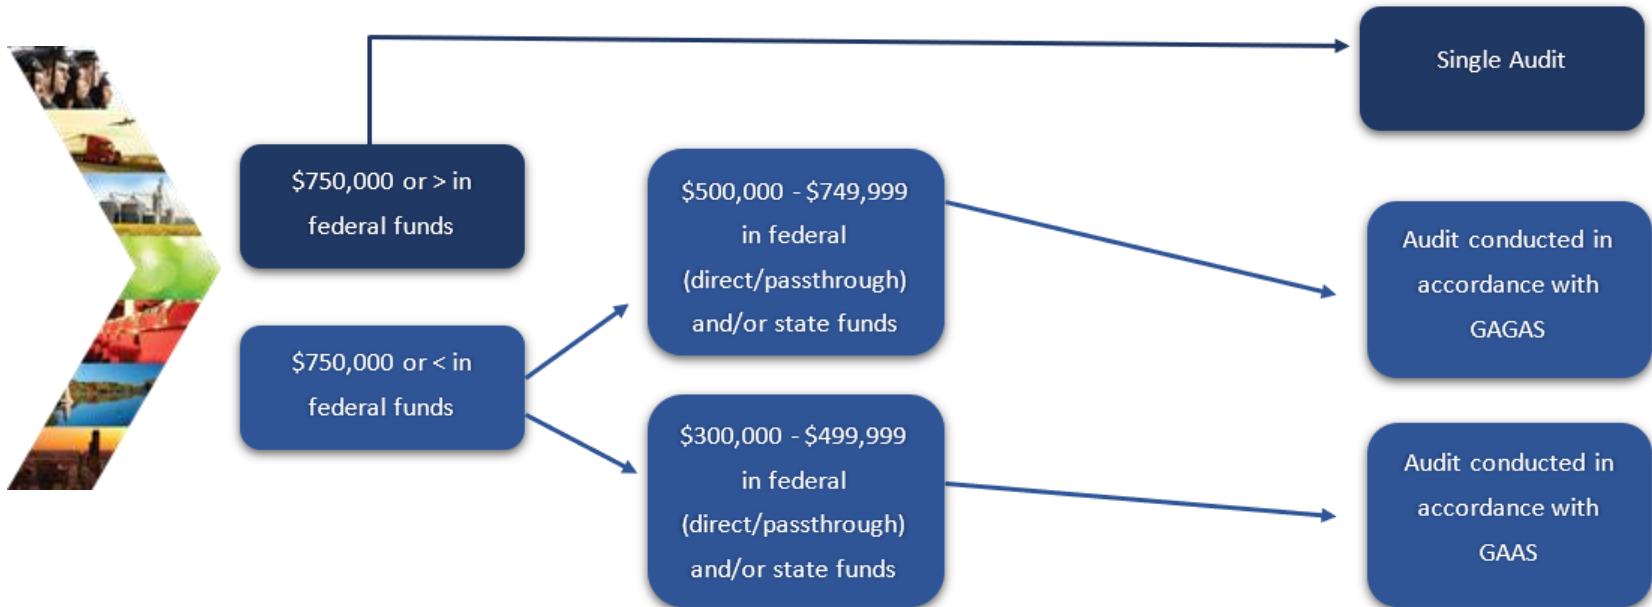 Single Audit
$750,000 or > in
federal funds
$500,000 - $749,999
in federal
(direct/passthrough)
and/or state funds
Audit conducted in
accordance with
GAGAS
$750,000 or < in
federal funds
$300,000 - $499,999
in federal
(direct/passthrough)
and/or state funds
Audit conducted in
accordance with
GAAS